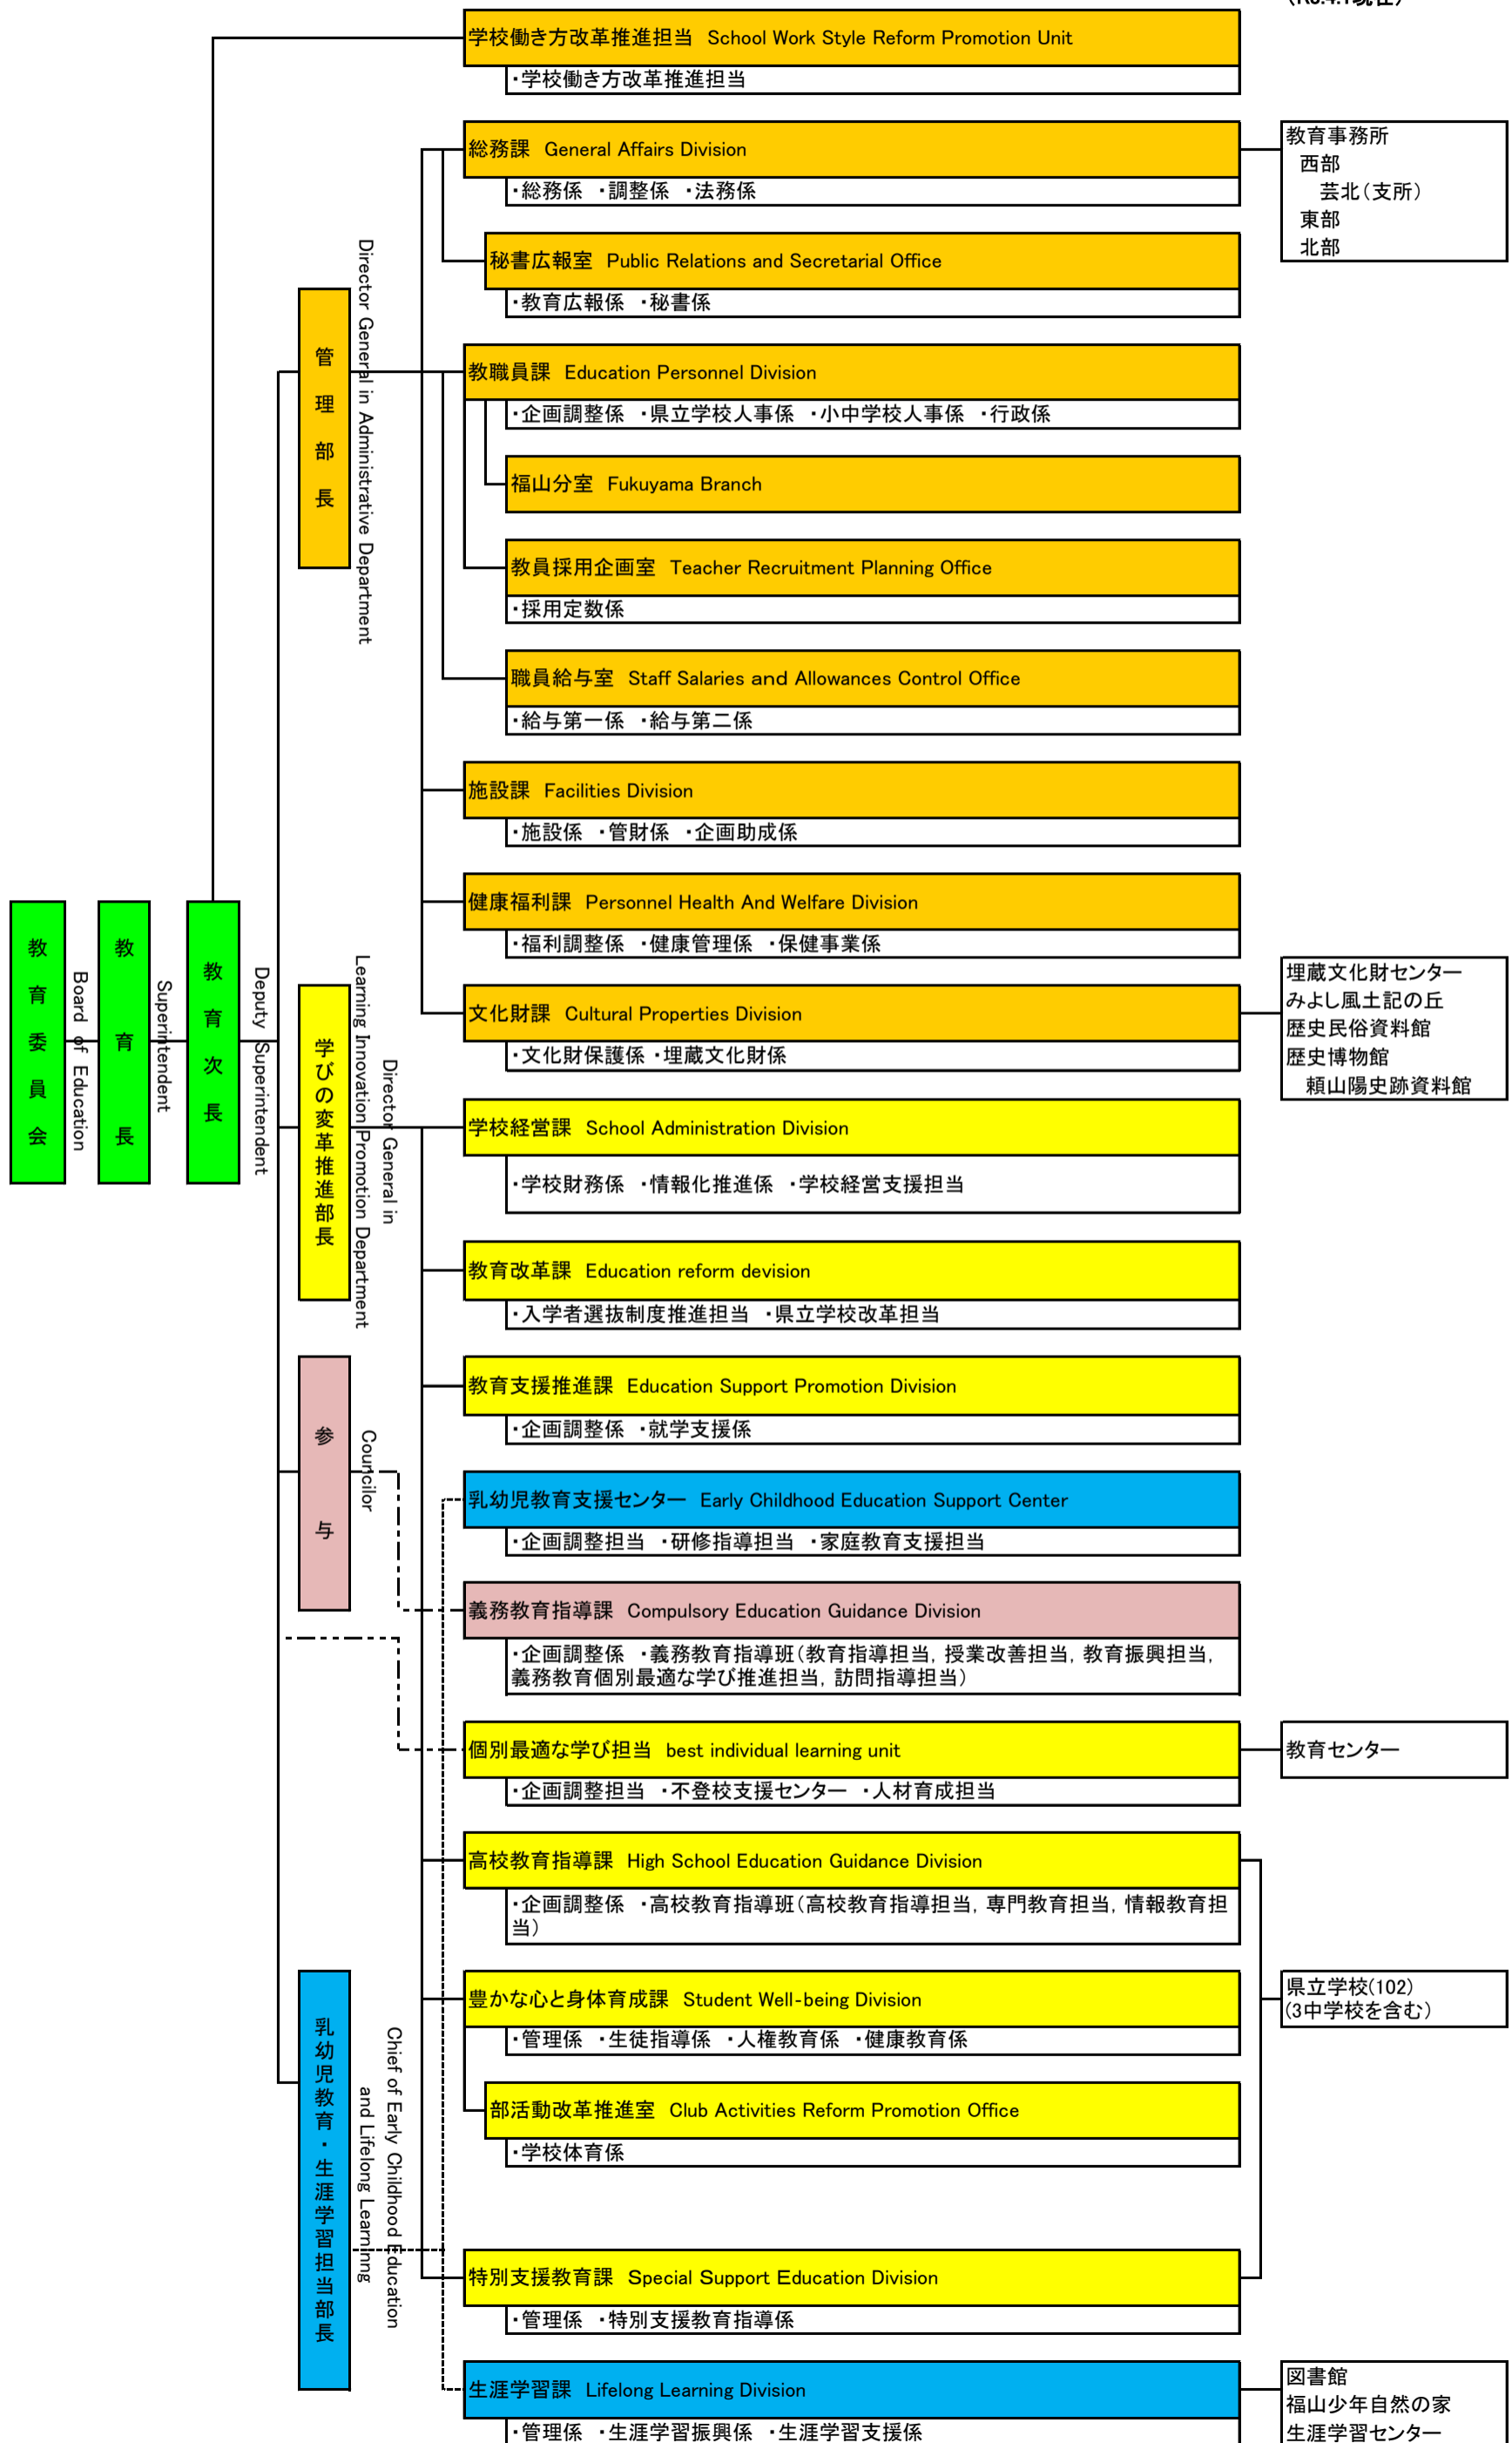 学校働き方改革推進担当 School Work Style Reform Promotion Unit
・学校働き方改革推進担当
総務課 General Affairs Division
・総務係 ・調整係 ・法務係
教育事務所
西部
芸北（支所）
東部
北部
秘書広報室 Public Relations and Secretarial Office
・教育広報係 ・秘書係
管理部長
Director General in Administrative Department
教職員課 Education Personnel Division
・企画調整係 ・県立学校人事係 ・小中学校人事係 ・行政係
福山分室 Fukuyama Branch
教員採用企画室 Teacher Recruitment Planning Office
・採用定数係
職員給与室 Staff Salaries and Allowances Control Office
・給与第一係 ・給与第二係
施設課 Facilities Division
・施設係 ・管財係 ・企画助成係
健康福利課 Personnel Health And Welfare Division
・福利調整係 ・健康管理係 ・保健事業係
教育委員会
Board of Education
教育長
Superintendent
教育次長
Deputy Superintendent
文化財課 Cultural Properties Division
・文化財保護係 ・埋蔵文化財係
埋蔵文化財センター
みよし風土記の丘
歴史民俗資料館
歴史博物館
頼山陽史跡資料館
学びの変革推進部長
Director General in
Learning Innovation Promotion Department
学校経営課 School Administration Division
・学校財務係 ・情報化推進係 ・学校経営支援担当
教育改革課 Education reform devision
・入学者選抜制度推進担当 ・県立学校改革担当
教育支援推進課 Education Support Promotion Division
・企画調整係 ・就学支援係
参与
Councilor
乳幼児教育支援センター Early Childhood Education Support Center
・企画調整担当 ・研修指導担当 ・家庭教育支援担当
義務教育指導課 Compulsory Education Guidance Division
・企画調整係 ・義務教育指導班（教育指導担当，授業改善担当，教育振興担当，
義務教育個別最適な学び推進担当，訪問指導担当）
個別最適な学び担当 best individual learning unit
・企画調整担当 ・不登校支援センター ・人材育成担当
教育センター
高校教育指導課 High School Education Guidance Division
・企画調整係 ・高校教育指導班（高校教育指導担当，専門教育担当，情報教育担
当）
豊かな心と身体育成課 Student Well-being Division
・管理係 ・生徒指導係 ・人権教育係 ・健康教育係
県立学校(102)
(3中学校を含む）
部活動改革推進室 Club Activities Reform Promotion Office
・学校体育係
乳幼児教育・生涯学習担当部長
Chief of Early Childhood Education
and Lifelong Learninng
特別支援教育課 Special Support Education Division
・管理係 ・特別支援教育指導係
生涯学習課 Lifelong Learning Division
・管理係 ・生涯学習振興係 ・生涯学習支援係
図書館
福山少年自然の家
生涯学習センター